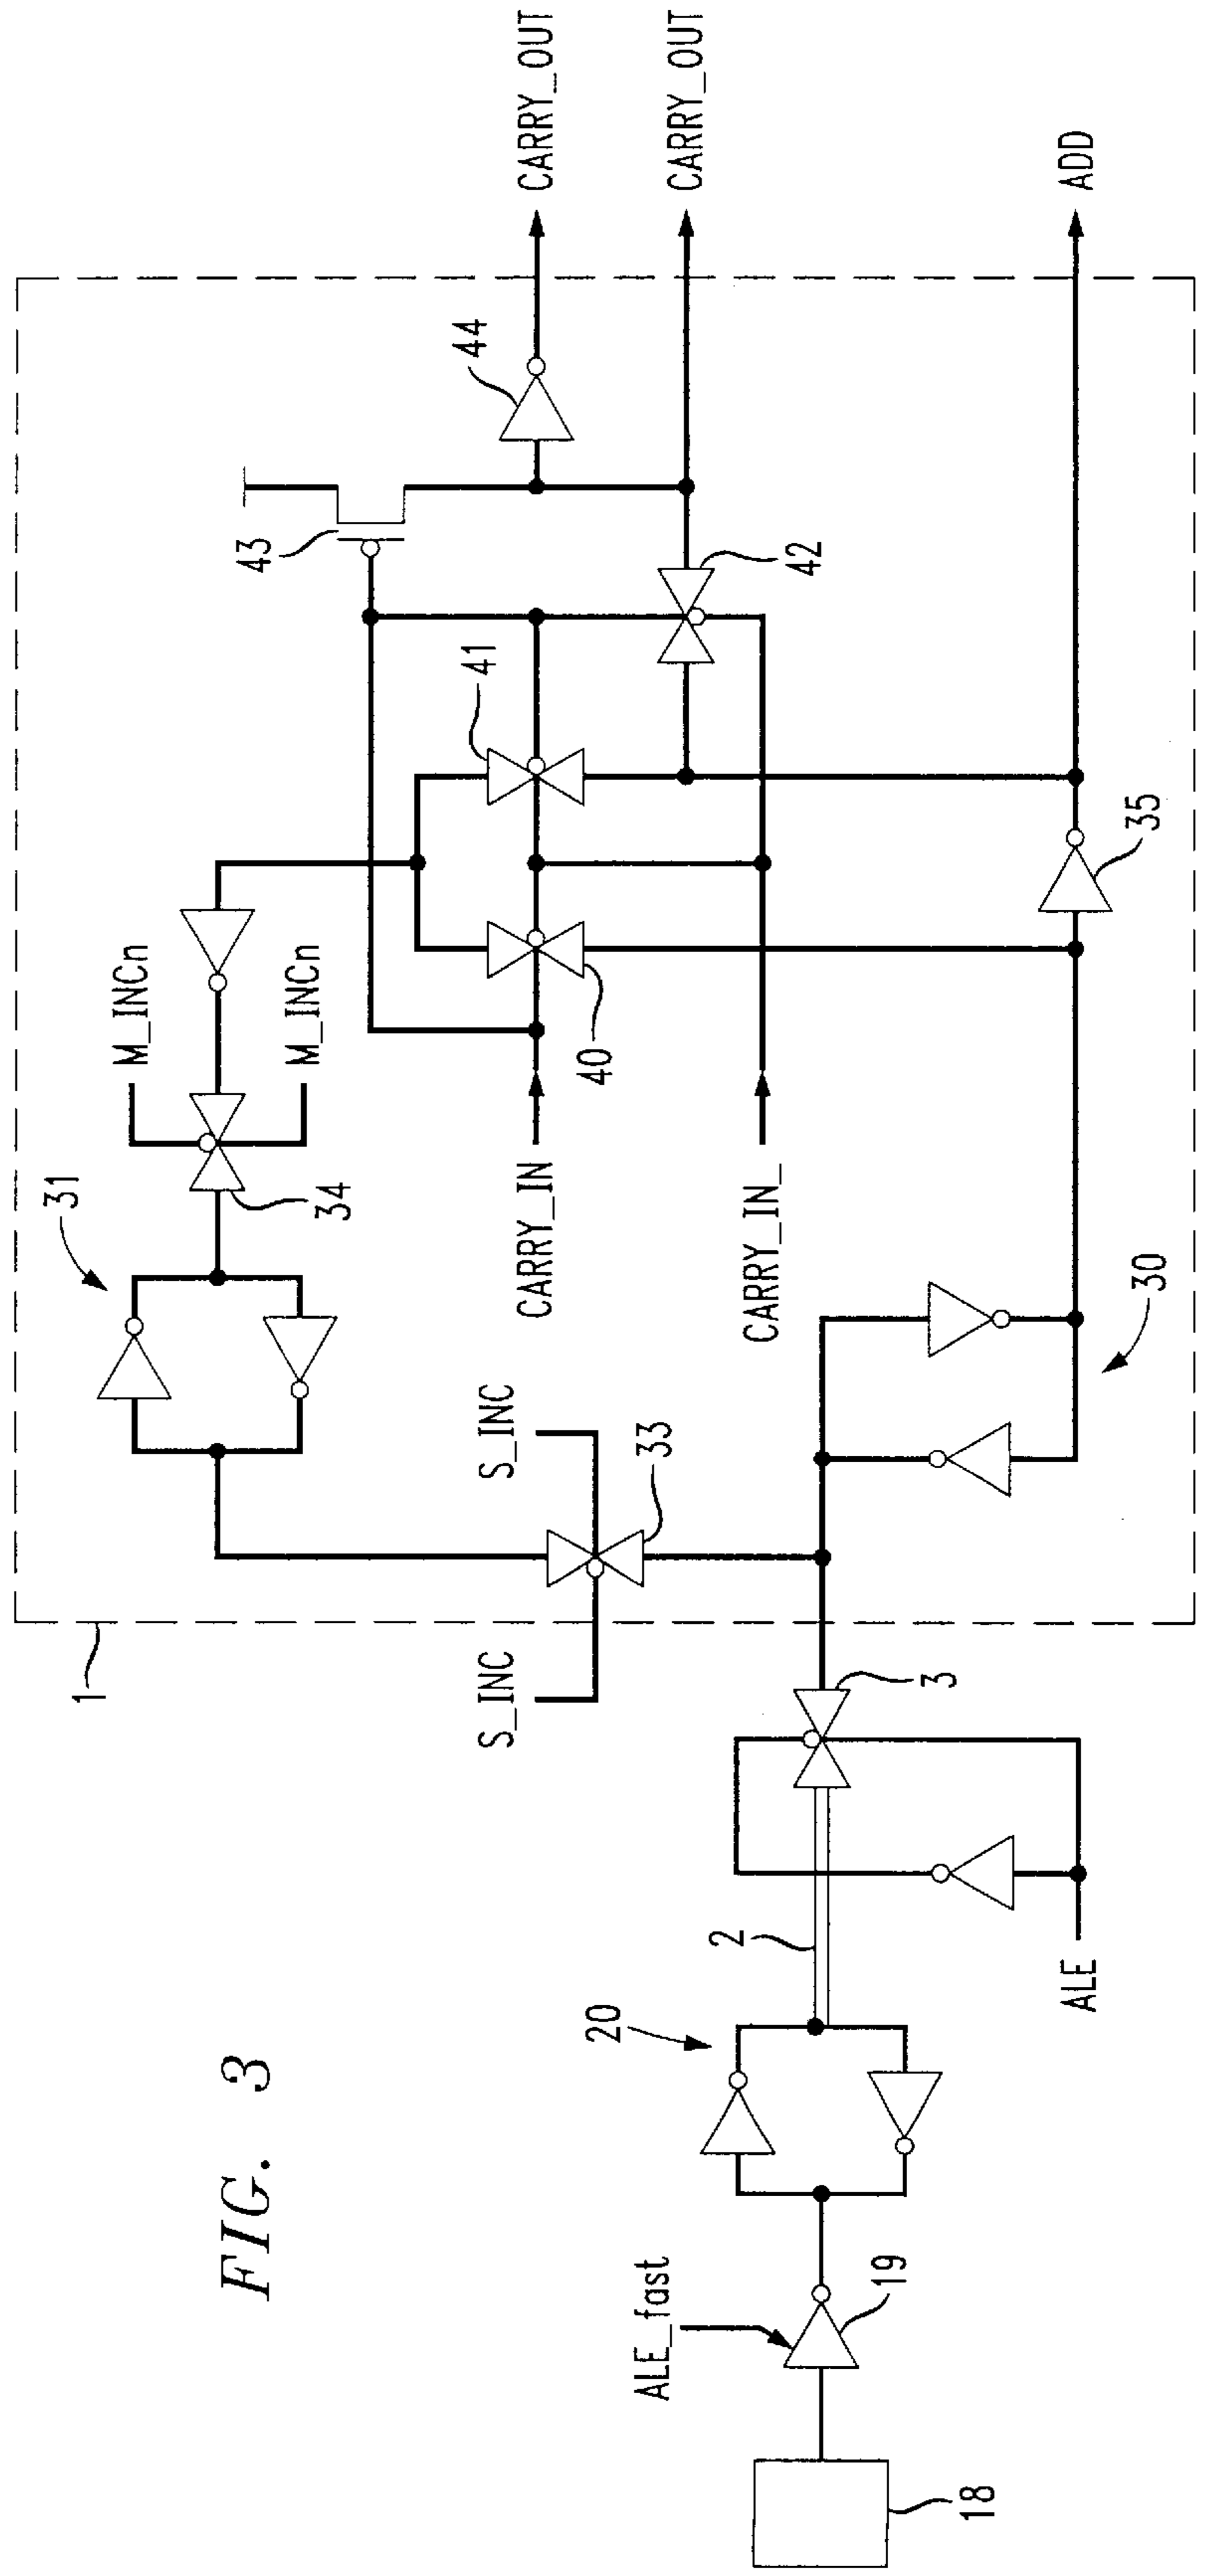 FIG. 3
1
31
M_INCn
M_INCn
34
43
44
CARRY_OUT
CARRY_OUT
41
42
40
CARRY_IN
CARRY_IN_
S_INC
S_INC
33
35
ADD
30
3
2
20
ALE
ALE_fast
19
18